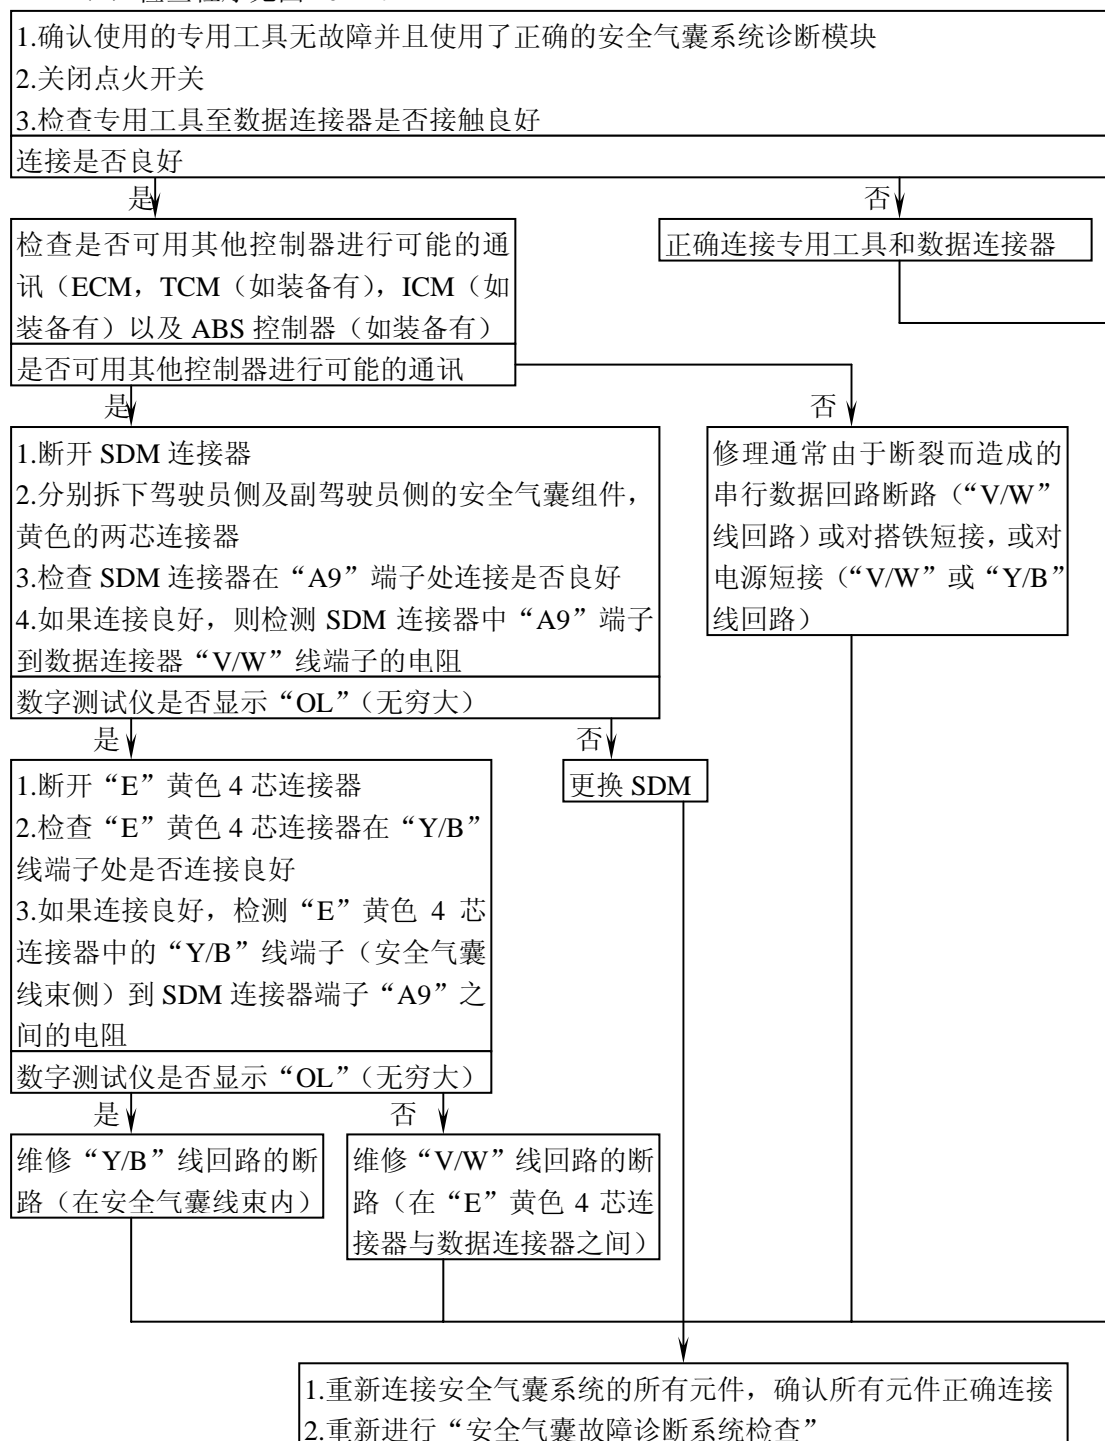 1.确认使用的专用工具无故障并且使用了正确的安全气囊系统诊断模块
2.关闭点火开关
3.检查专用工具至数据连接器是否接触良好
连接是否良好
是
否
检查是否可用其他控制器进行可能的通
讯（ECM，TCM（如装备有），ICM（如
装备有）以及 ABS 控制器（如装备有）
是否可用其他控制器进行可能的通讯
正确连接专用工具和数据连接器
是
否
1.断开 SDM 连接器
2.分别拆下驾驶员侧及副驾驶员侧的安全气囊组件，
黄色的两芯连接器
3.检查 SDM 连接器在“A9”端子处连接是否良好
4.如果连接良好，则检测 SDM 连接器中“A9”端子
到数据连接器“V/W”线端子的电阻
数字测试仪是否显示“OL”（无穷大）
修理通常由于断裂而造成的
串行数据回路断路（“V/W”
线回路）或对搭铁短接，或对
电源短接（“V/W”或“Y/B”
线回路）
是
否
1.断开“E”黄色 4 芯连接器
2.检查“E”黄色 4 芯连接器在“Y/B”
线端子处是否连接良好
3.如果连接良好，检测“E”黄色 4 芯
连接器中的“Y/B”线端子（安全气囊
线束侧）到 SDM 连接器端子“A9”之
间的电阻
数字测试仪是否显示“OL”（无穷大）
更换 SDM
是
否
维修“Y/B”线回路的断
路（在安全气囊线束内）
维修“V/W”线回路的断
路（在“E”黄色 4 芯连
接器与数据连接器之间）
1.重新连接安全气囊系统的所有元件，确认所有元件正确连接
2.重新进行“安全气囊故障诊断系统检查”